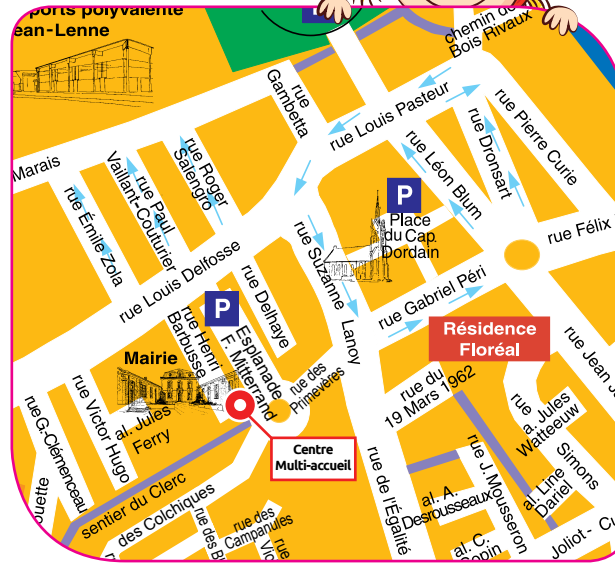 ports polyvalente
ean-Lenne
P
chemin de
Bois Rivaux
rue
Gambetta
rue Louis Pasteur
rue Pierre Curie
rue Dronsart
rue Léon Blum
Marais
rue Roger
Salengro
rue Paul
Vaillant-Couturier
rue Émile Zola
P
Place
du Cap.
Dordain
rue Félix
rue Louis Delfosse
rue Suzanne Lanoy
rue Gabriel Péri
rue Delhaye
P
Esplanade
F. Mitterrand
rue Henri
Barbusse
Résidence
Floréal
Mairie
rue des
Primevères
rue du
19 Mars 1962
rue Jean J
rue
a. Jules
Watteeuw
rue Victor Hugo
al. Jules
Ferry
rue G.Clémenceau
Centre
Multi-accueil
rue de l'Égalité
Simons
al. Line
Dariel
rue J. Mousseron
al. A.
Desrousseaux
al. C.
ouette
sentier du Clerc
des Colchiques
rue des B
rue des
Campanules
rue
Joliot - C